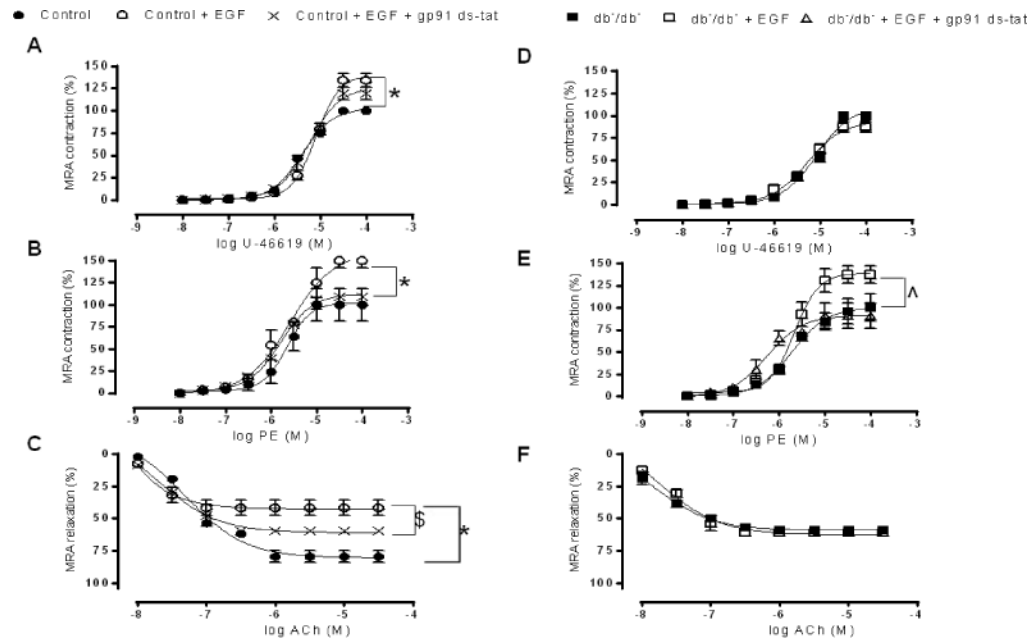 Control Control + EGF Control + EGF + gp91 ds-tat
db-/db- db-/db- + EGF db-/db- + EGF + gp91 ds-tat
A
MRA contraction (%)
150
125
100
75
50
25
0
*
-9 -8 -7 -6 -5 -4 -3
log U-46619 (M)
D
MRA contraction (%)
150
125
100
75
50
25
0
-9 -8 -7 -6 -5 -4 -3
log U-46619 (M)
B
MRA contraction (%)
150
125
100
75
50
25
0
*
-9 -8 -7 -6 -5 -4 -3
log PE (M)
E
MRA contraction (%)
150
125
100
75
50
25
0
^
-9 -8 -7 -6 -5 -4 -3
log PE (M)
C
MRA relaxation (%)
0
25
50
75
100
$
*
-8 -7 -6 -5 -4
log ACh (M)
F
MRA relaxation (%)
0
25
50
75
100
-8 -7 -6 -5 -4
log ACh (M)